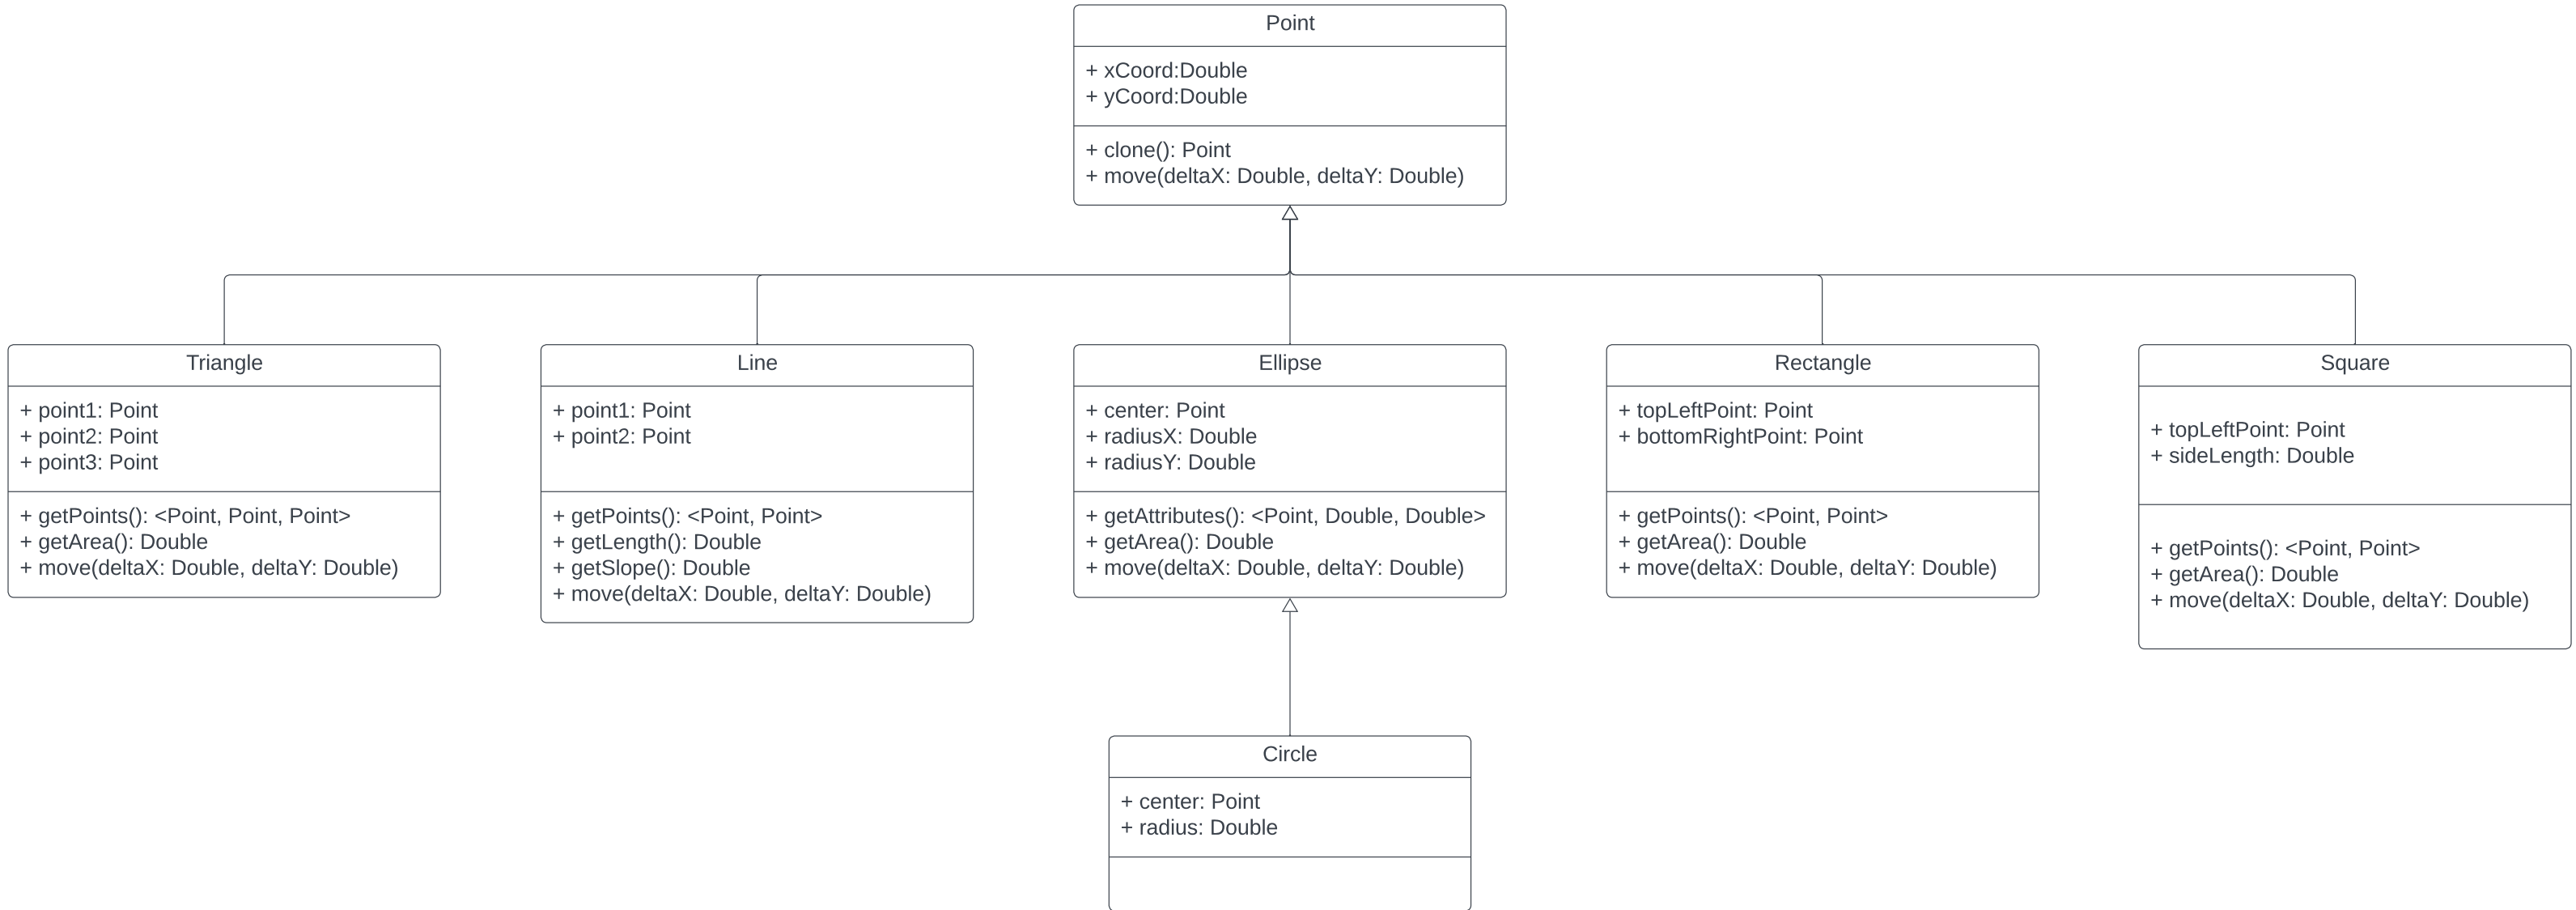 Point
+ xCoord:Double
+ yCoord:Double
+ clone(): Point
+ move(deltaX: Double, deltaY: Double)
Triangle
+ point1: Point
+ point2: Point
+ point3: Point
+ getPoints(): <Point, Point, Point>
+ getArea(): Double
+ move(deltaX: Double, deltaY: Double)
Line
+ point1: Point
+ point2: Point
+ getPoints(): <Point, Point>
+ getLength(): Double
+ getSlope(): Double
+ move(deltaX: Double, deltaY: Double)
Ellipse
+ center: Point
+ radiusX: Double
+ radiusY: Double
+ getAttributes(): <Point, Double, Double>
+ getArea(): Double
+ move(deltaX: Double, deltaY: Double)
Rectangle
+ topLeftPoint: Point
+ bottomRightPoint: Point
+ getPoints(): <Point, Point>
+ getArea(): Double
+ move(deltaX: Double, deltaY: Double)
Square
+ topLeftPoint: Point
+ sideLength: Double
+ getPoints(): <Point, Point>
+ getArea(): Double
+ move(deltaX: Double, deltaY: Double)
Circle
+ center: Point
+ radius: Double